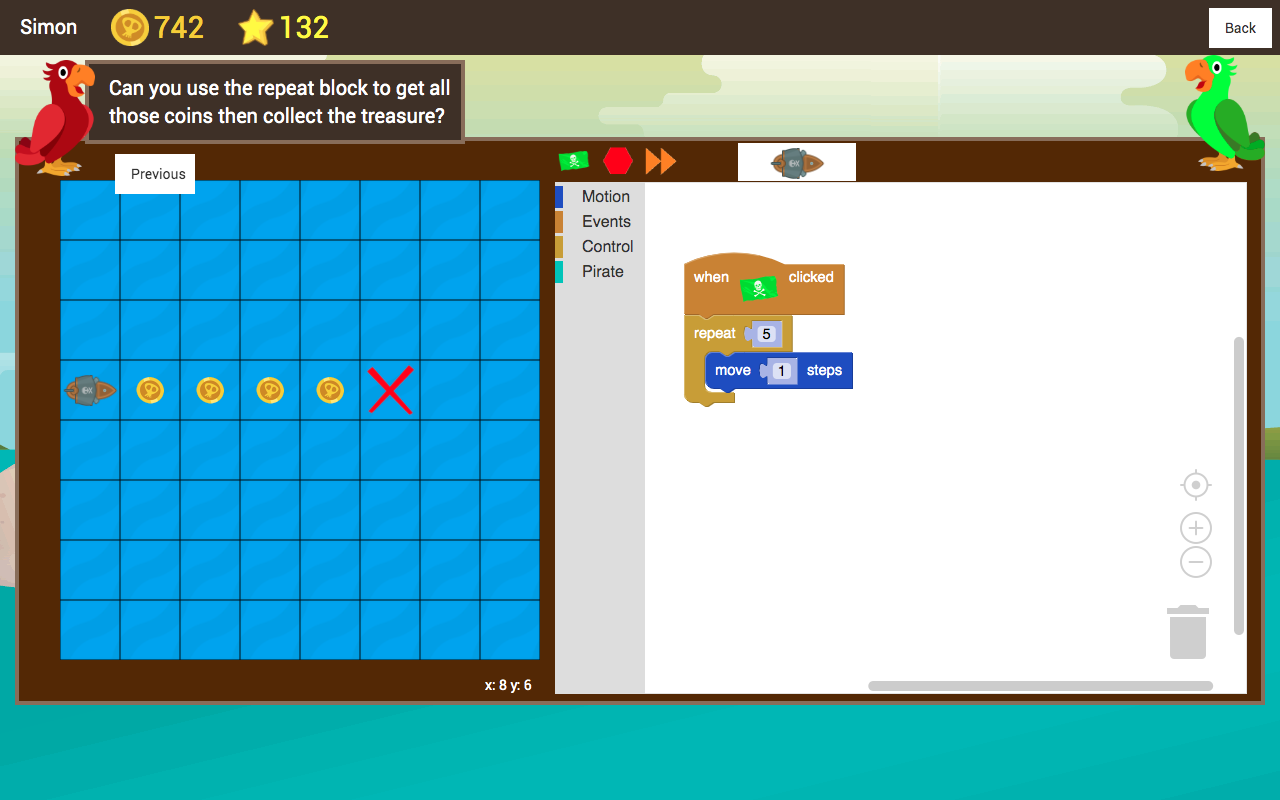 Simon
742
132
Back
Can you use the repeat block to get all
those coins then collect the treasure?
Previous
Motion
Events
Control
Pirate
when clicked
repeat 5
move 1 steps
x: 8 y: 6